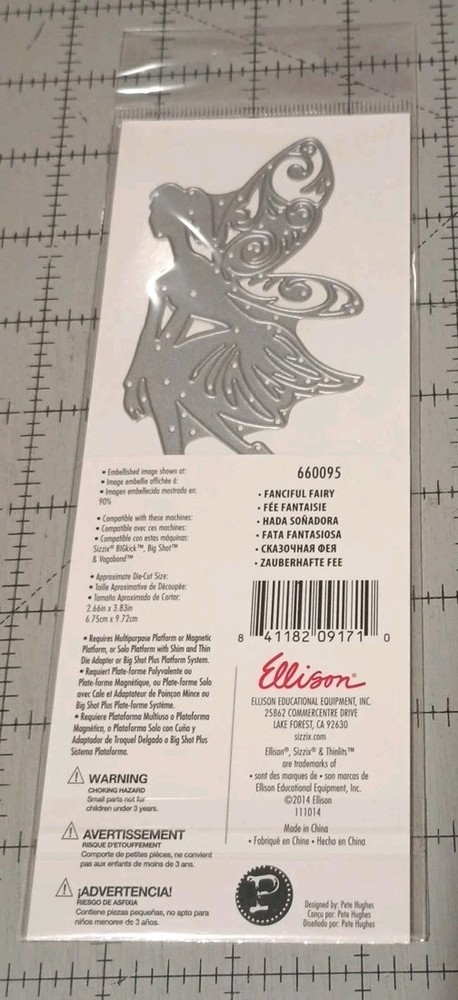 • Embellished image shown at:
• Image embellie affichée à:
• Imagen embellecida mostrada en:
90%
• Compatible with these machines:
• Compatible avec ces machines:
• Compatible con estas máquinas:
Sizzix® BIGkick™, Big Shot™
& Vagabond™
• Approximate Die-Cut Size:
• Taille Aproximative de Découpée:
• Tamaño Aproximado de Cortar:
2.66in x 3.83in
6.75cm x 9.72cm
• Requires Multipurpose Platform or Magnetic
Platform, or Solo Platform with Shim and Thin
Die Adapter or Big Shot Plus Platform System.
• Requiert Plate-forme Polyvalente ou
Plate-forme Magnétique, ou Plate-forme Solo
avec Cale et Adaptateur de Poinçon Mince ou
Big Shot Plus Plate-forme Système.
• Requiere Plataforma Multiuso o Plataforma
Magnética, o Plataforma Solo con Cuña y
Adaptador de Troquel Delgado o Big Shot Plus
Sistema Plataforma.
WARNING
CHOKING HAZARD
Small parts not for
children under 3 years.
AVERTISSEMENT
RISQUE D'ETOUFFEMENT
Comporte de petites pièces, ne convient
pas aux enfants de moins de 3 ans.
¡ADVERTENCIA!
RIESGO DE ASFIXIA
Contiene piezas pequeñas, no apto para
niños menores de 3 años.
660095
• FANCIFUL FAIRY
• FÉE FANTAISIE
• HADA SOÑADORA
• FATA FANTASIOSA
• СКАЗОЧНАЯ ФЕЯ
• ZAUBERHAFTE FEE
8 41182 09171 0
Ellison®
ELLISON EDUCATIONAL EQUIPMENT, INC.
25862 COMMERCENTRE DRIVE
LAKE FOREST, CA 92630
sizzix.com
Ellison®, Sizzix® & Thinlits™
are trademarks of
• sont des marques de • son marcas de
Ellison Educational Equipment, Inc.
©2014 Ellison
111014
Made in China
• Fabriqué en Chine • Hecho en China
P
Designed by: Pete Hughes
Conçu par: Pete Hughes
Diseñado por: Pete Hughes